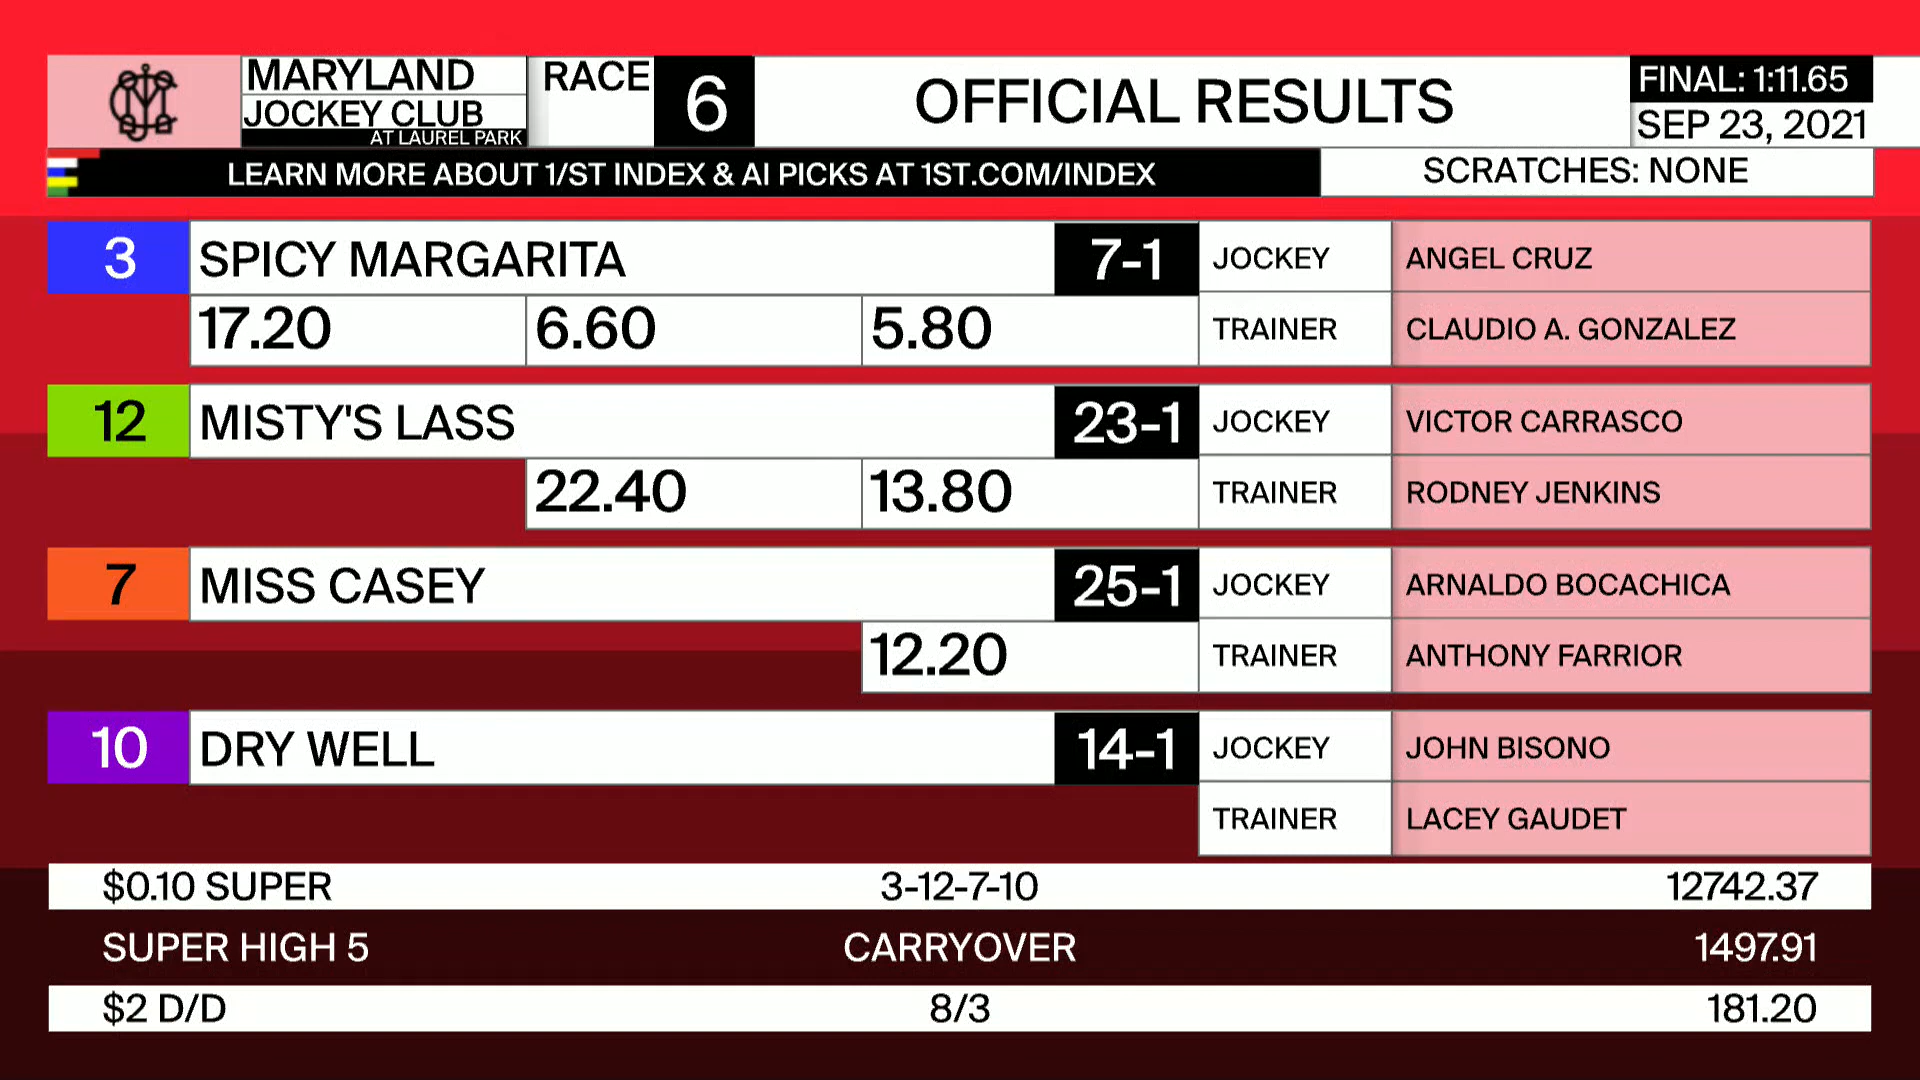 MARYLAND
JOCKEY CLUB
AT LAUREL PARK
RACE 6
OFFICIAL RESULTS
FINAL: 1:11.65
SEP 23, 2021
LEARN MORE ABOUT 1/ST INDEX & AI PICKS AT 1ST.COM/INDEX
SCRATCHES: NONE
3 SPICY MARGARITA 7-1 JOCKEY ANGEL CRUZ
17.20 6.60 5.80 TRAINER CLAUDIO A. GONZALEZ
12 MISTY'S LASS 23-1 JOCKEY VICTOR CARRASCO
22.40 13.80 TRAINER RODNEY JENKINS
7 MISS CASEY 25-1 JOCKEY ARNALDO BOCACHICA
12.20 TRAINER ANTHONY FARRIOR
10 DRY WELL 14-1 JOCKEY JOHN BISONO
TRAINER LACEY GAUDET
$0.10 SUPER 3-12-7-10 12742.37
SUPER HIGH 5 CARRYOVER 1497.91
$2 D/D 8/3 181.20